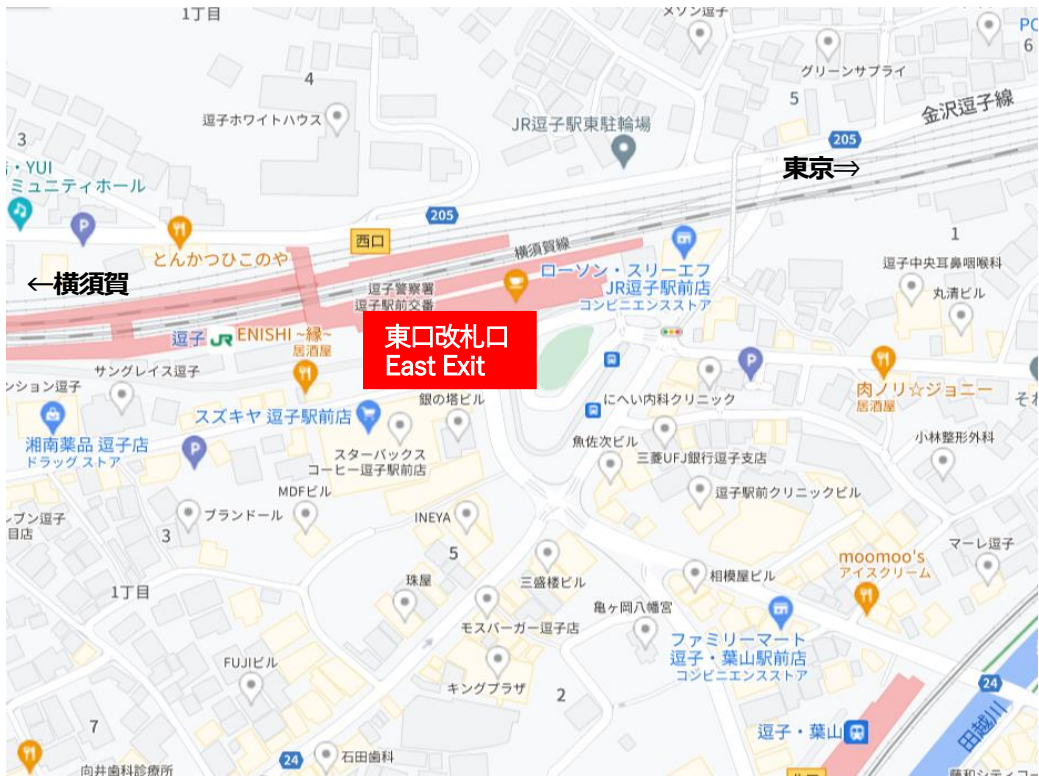 1丁目
メゾン逗子
PC
6
グリーンサプライ
4
5
金沢逗子線
逗子ホワイトハウス
JR逗子駅東駐輪場
205
3
・YUI
ミュニティホール
東京⇒
205
P
西口
横須賀線
とんかつひこのや
1
←横須賀
ローソン・スリーエフ
JR逗子駅前店
コンビニエンスストア
逗子中央耳鼻咽喉科
丸清ビル
逗子警察署
逗子駅前交番
逗子 JR
ENISHI ~縁~
居酒屋
東口改札口
East Exit
サングレイス逗子
P
肉ノリ☆ジョニー
居酒屋
ンション逗子
にへい内科クリニック
それ
スズキヤ 逗子駅前店
銀の塔ビル
湘南薬品 逗子店
ドラッグ ストア
P
スターバックス
コーヒー逗子駅前店
魚佐次ビル
三菱UFJ銀行逗子支店
小林整形外科
MDFビル
逗子駅前クリニックビル
レブン逗子
目店
ブランドール
INEYA
3
5
マーレ逗子
moomoo's
アイスクリーム
1丁目
珠屋
三盛楼ビル
相模屋ビル
亀ヶ岡八幡宮
モスバーガー逗子店
ファミリーマート
逗子・葉山駅前店
コンビニエンスストア
FUJIビル
キングプラザ
2
24
7
逗子・葉山
田越川
24
石田歯科
向井歯科診療所
藤和シティコー